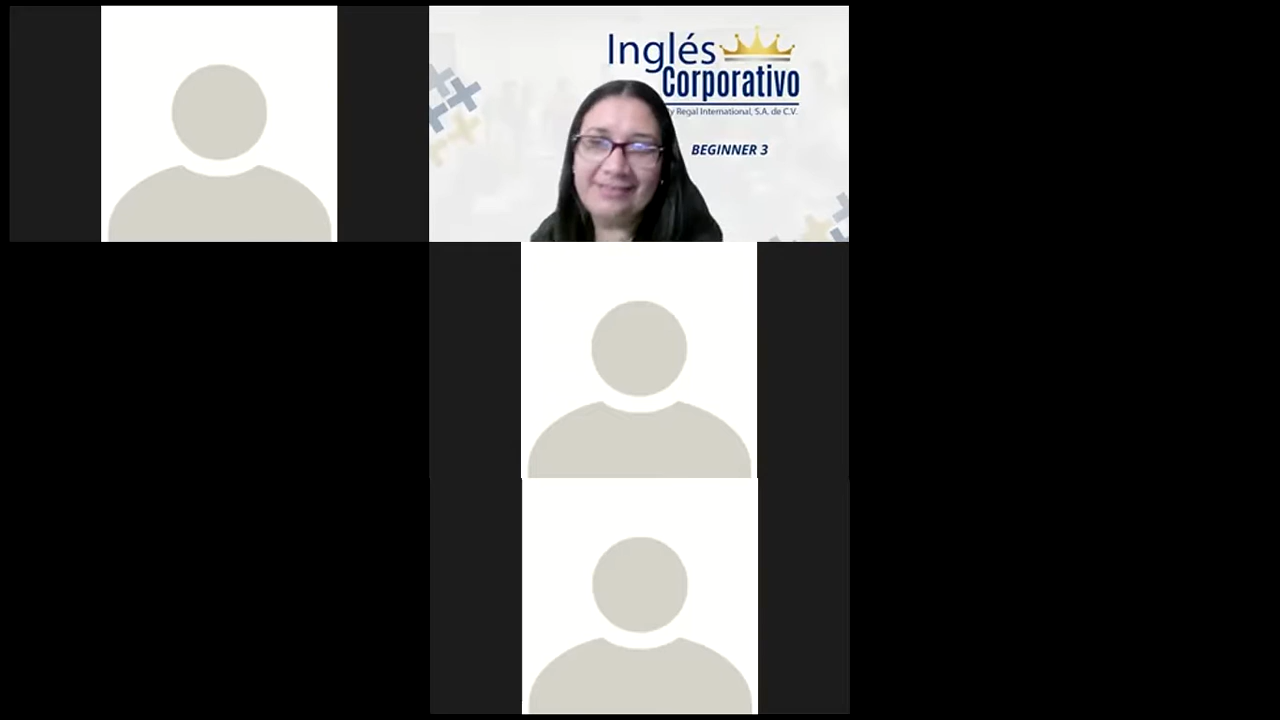 Inglés
Corporativo
y Regal International, S.A. de C.V.
BEGINNER 3